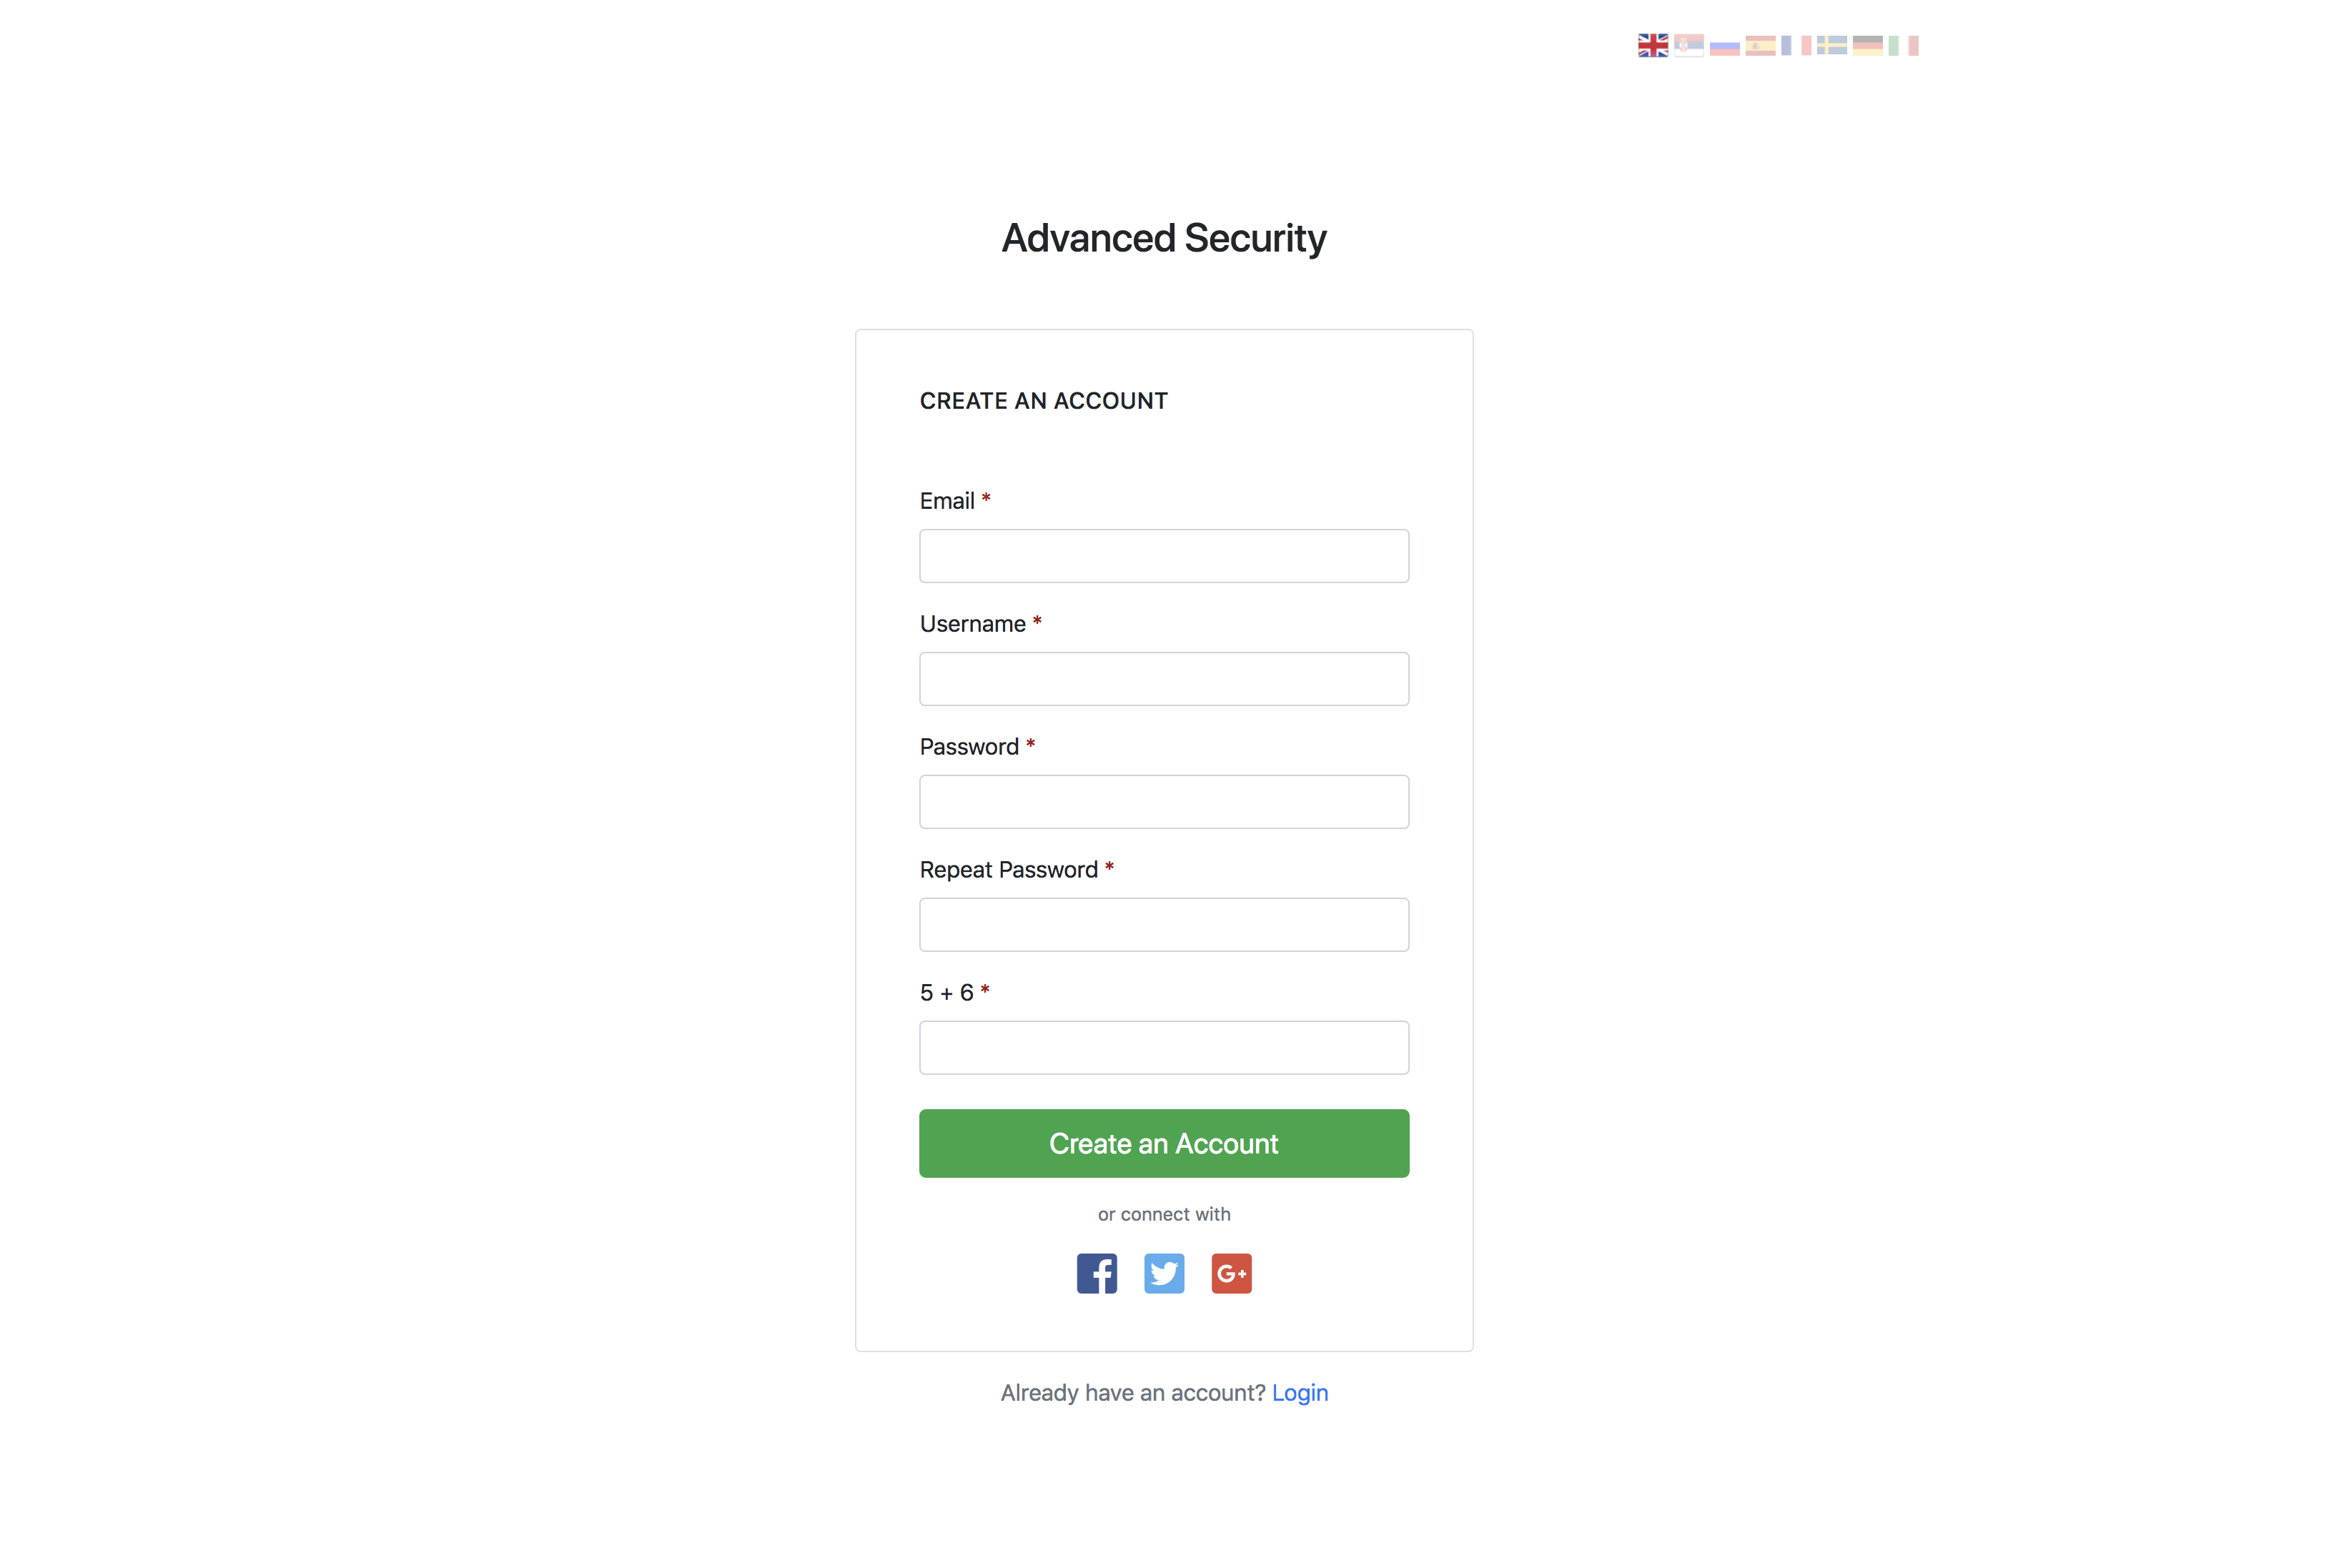 Advanced Security
CREATE AN ACCOUNT
Email *
Username *
Password *
Repeat Password *
5 + 6 *
Create an Account
or connect with
G+
Already have an account? Login